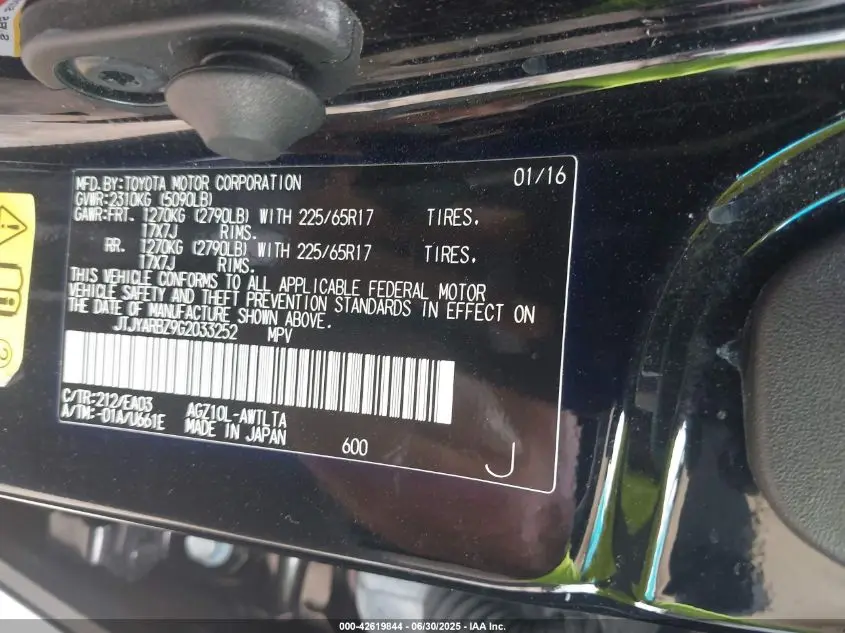 MFD.BY:TOYOTA MOTOR CORPORATION 01/16
GVWR:2310KG (5090LB)
GAWR:FRT. 1270KG (2790LB) WITH 225/65R17 TIRES.
17X7J RIMS.
RR. 1270KG (2790LB) WITH 225/65R17 TIRES.
17X7J RIMS.
THIS VEHICLE CONFORMS TO ALL APPLICABLE FEDERAL MOTOR
VEHICLE SAFETY AND THEFT PREVENTION STANDARDS IN EFFECT ON
THE DATE OF MANUFACTURE SHOWN ABOVE.
JTJYARBZ9G2033252 MPV
C/TR:212/EA03 AGZ10L-AWTLTA
A/TM:-01A/U661E MADE IN JAPAN
600
J
2
000-42619844 - 06/30/2025 - IAA Inc.